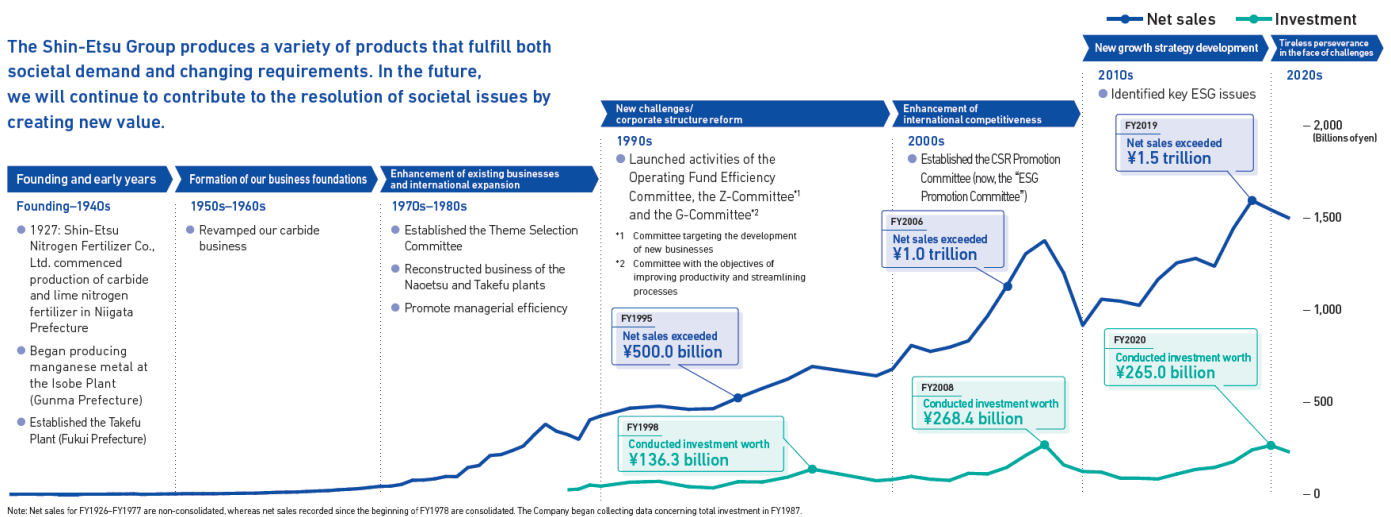 Net sales
Investment
The Shin-Etsu Group produces a variety of products that fulfill both
societal demand and changing requirements. In the future,
we will continue to contribute to the resolution of societal issues by
creating new value.
Founding and early years
Founding–1940s
1927: Shin-Etsu
Nitrogen Fertilizer Co.,
Ltd. commenced
production of carbide
and lime nitrogen
fertilizer in Niigata
Prefecture
Began producing
manganese metal at
the Isobe Plant
(Gunma Prefecture)
Established the Takefu
Plant (Fukui Prefecture)
Formation of our business foundations
1950s–1960s
Revamped our carbide
business
Enhancement of existing businesses
and international expansion
1970s–1980s
Established the Theme Selection
Committee
Reconstructed business of the
Naoetsu and Takefu plants
Promote managerial efficiency
New challenges/
corporate structure reform
1990s
Launched activities of the
Operating Fund Efficiency
Committee, the Z-Committee*1
and the G-Committee*2
*1 Committee targeting the development
of new businesses
*2 Committee with the objectives of
improving productivity and streamlining
processes
FY1995
Net sales exceeded
¥500.0 billion
FY1998
Conducted investment worth
¥136.3 billion
Enhancement of
international competitiveness
2000s
Established the CSR Promotion
Committee (now, the “ESG
Promotion Committee”)
FY2006
Net sales exceeded
¥1.0 trillion
FY2008
Conducted investment worth
¥268.4 billion
New growth strategy development
2010s
Identified key ESG issues
FY2019
Net sales exceeded
¥1.5 trillion
FY2020
Conducted investment worth
¥265.0 billion
Tireless perseverance
in the face of challenges
2020s
2,000
(Billions of yen)
1,500
1,000
500
0
Note: Net sales for FY1926–FY1977 are non-consolidated, whereas net sales recorded since the beginning of FY1978 are consolidated. The Company began collecting data concerning total investment in FY1987.